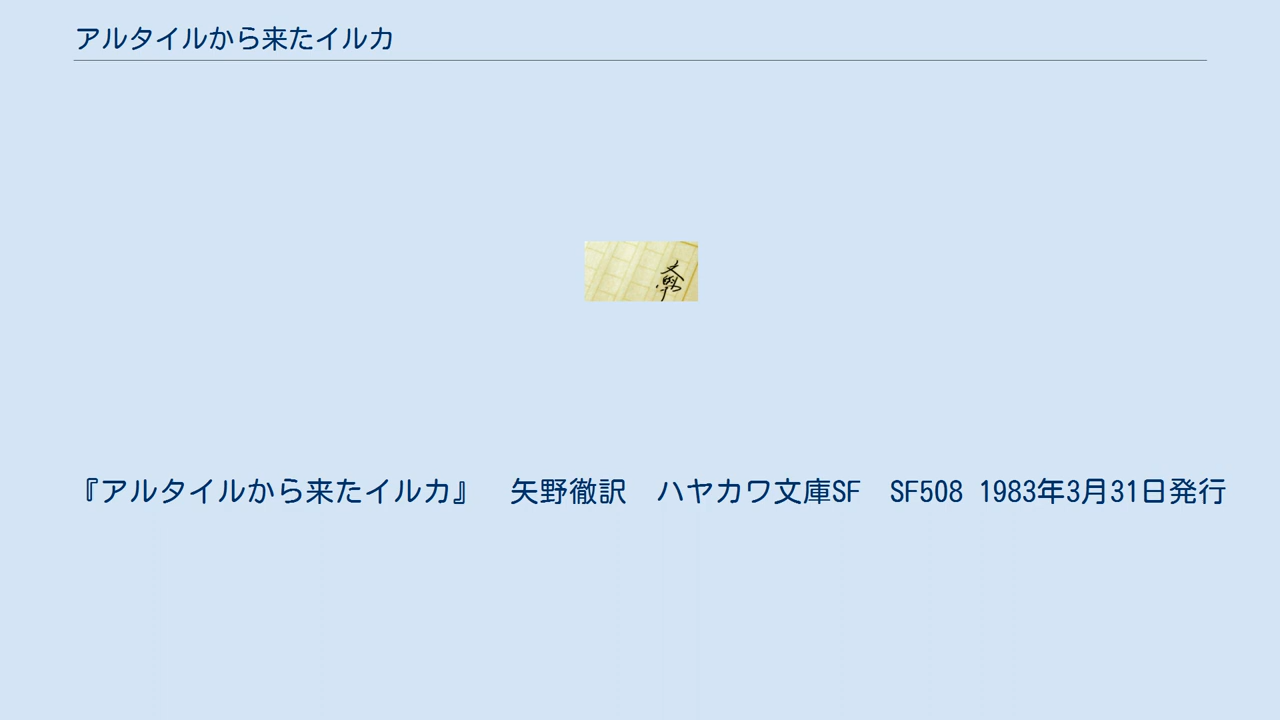 アルタイルから来たイルカ
『アルタイルから来たイルカ』　矢野徹訳　ハヤカワ文庫SF　SF508 1983年3月31日発行